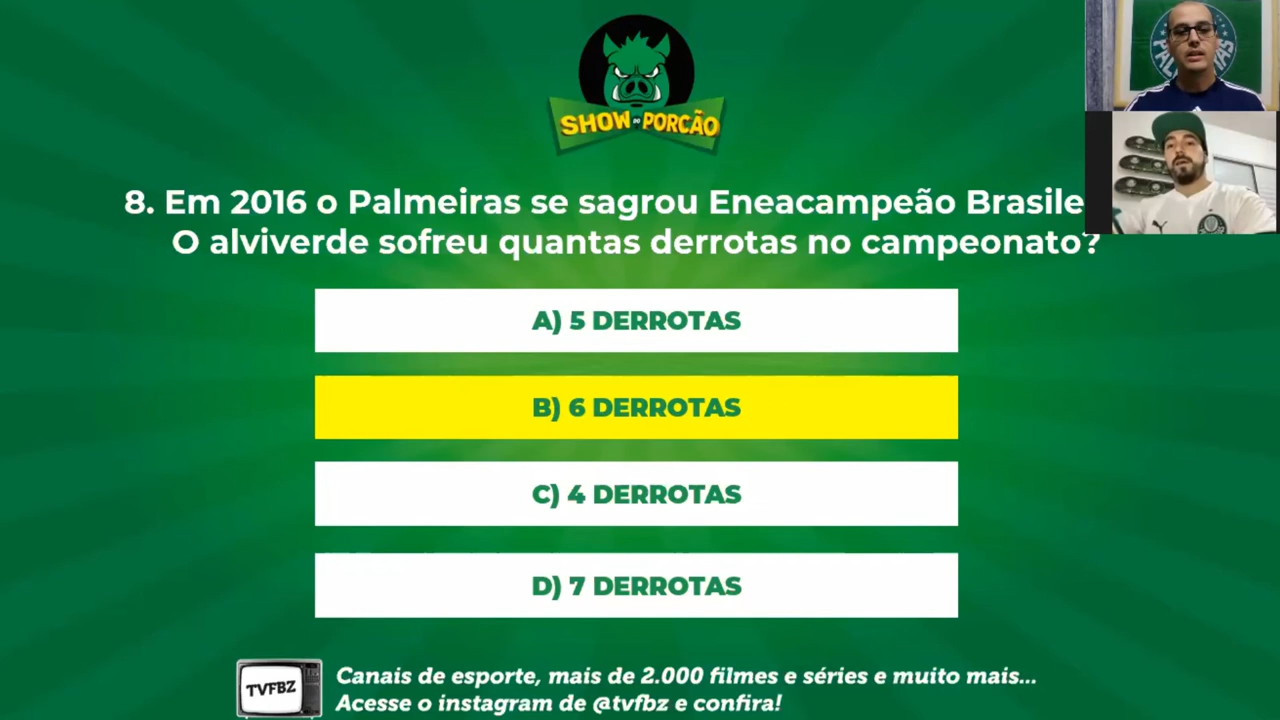 SHOW DO PORCÃO
8. Em 2016 o Palmeiras se sagrou Eneacampeão Brasile
O alviverde sofreu quantas derrotas no campeonato?
A) 5 DERROTAS
B) 6 DERROTAS
C) 4 DERROTAS
D) 7 DERROTAS
TVFBZ
Canais de esporte, mais de 2.000 filmes e séries e muito mais...
Acesse o instagram de @tvfbz e confira!